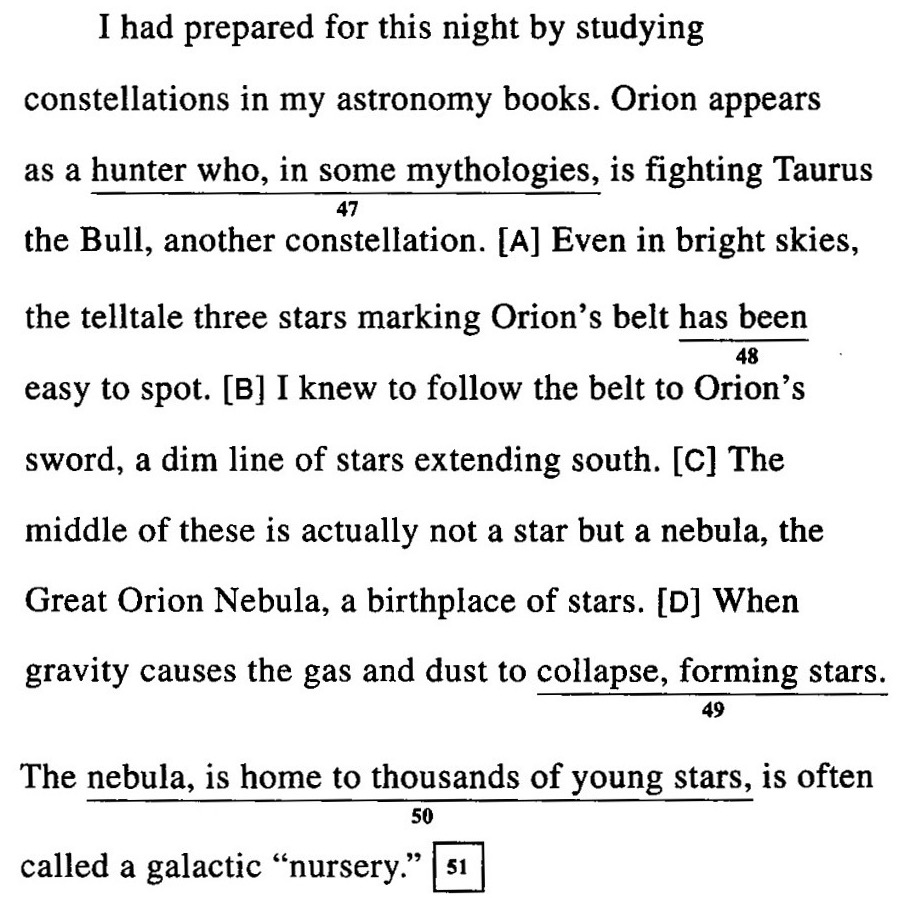 I had prepared for this night by studying
constellations in my astronomy books. Orion appears
as a hunter who, in some mythologies, is fighting Taurus
47
the Bull, another constellation. [A] Even in bright skies,
the telltale three stars marking Orion's belt has been
48
easy to spot. [B] I knew to follow the belt to Orion's
sword, a dim line of stars extending south. [C] The
middle of these is actually not a star but a nebula, the
Great Orion Nebula, a birthplace of stars. [D] When
gravity causes the gas and dust to collapse, forming stars.
49
The nebula, is home to thousands of young stars, is often
50
called a galactic “nursery.” 51